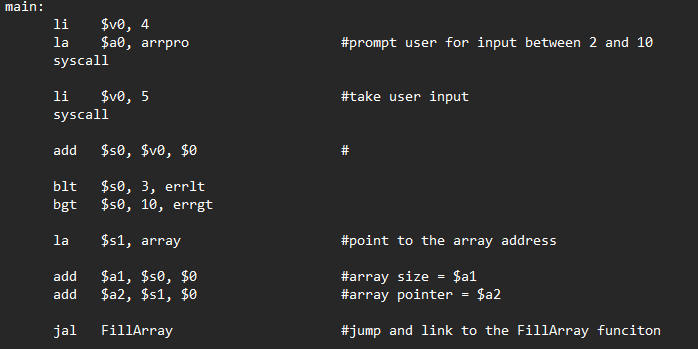 main:
li $v0, 4
la $a0, arrpro #prompt user for input between 2 and 10
syscall
li $v0, 5 #take user input
syscall
add $s0, $v0, $0 #
blt $s0, 3, errlt
bgt $s0, 10, errgt
la $s1, array #point to the array address
add $a1, $s0, $0 #array size = $a1
add $a2, $s1, $0 #array pointer = $a2
jal FillArray #jump and link to the FillArray funciton